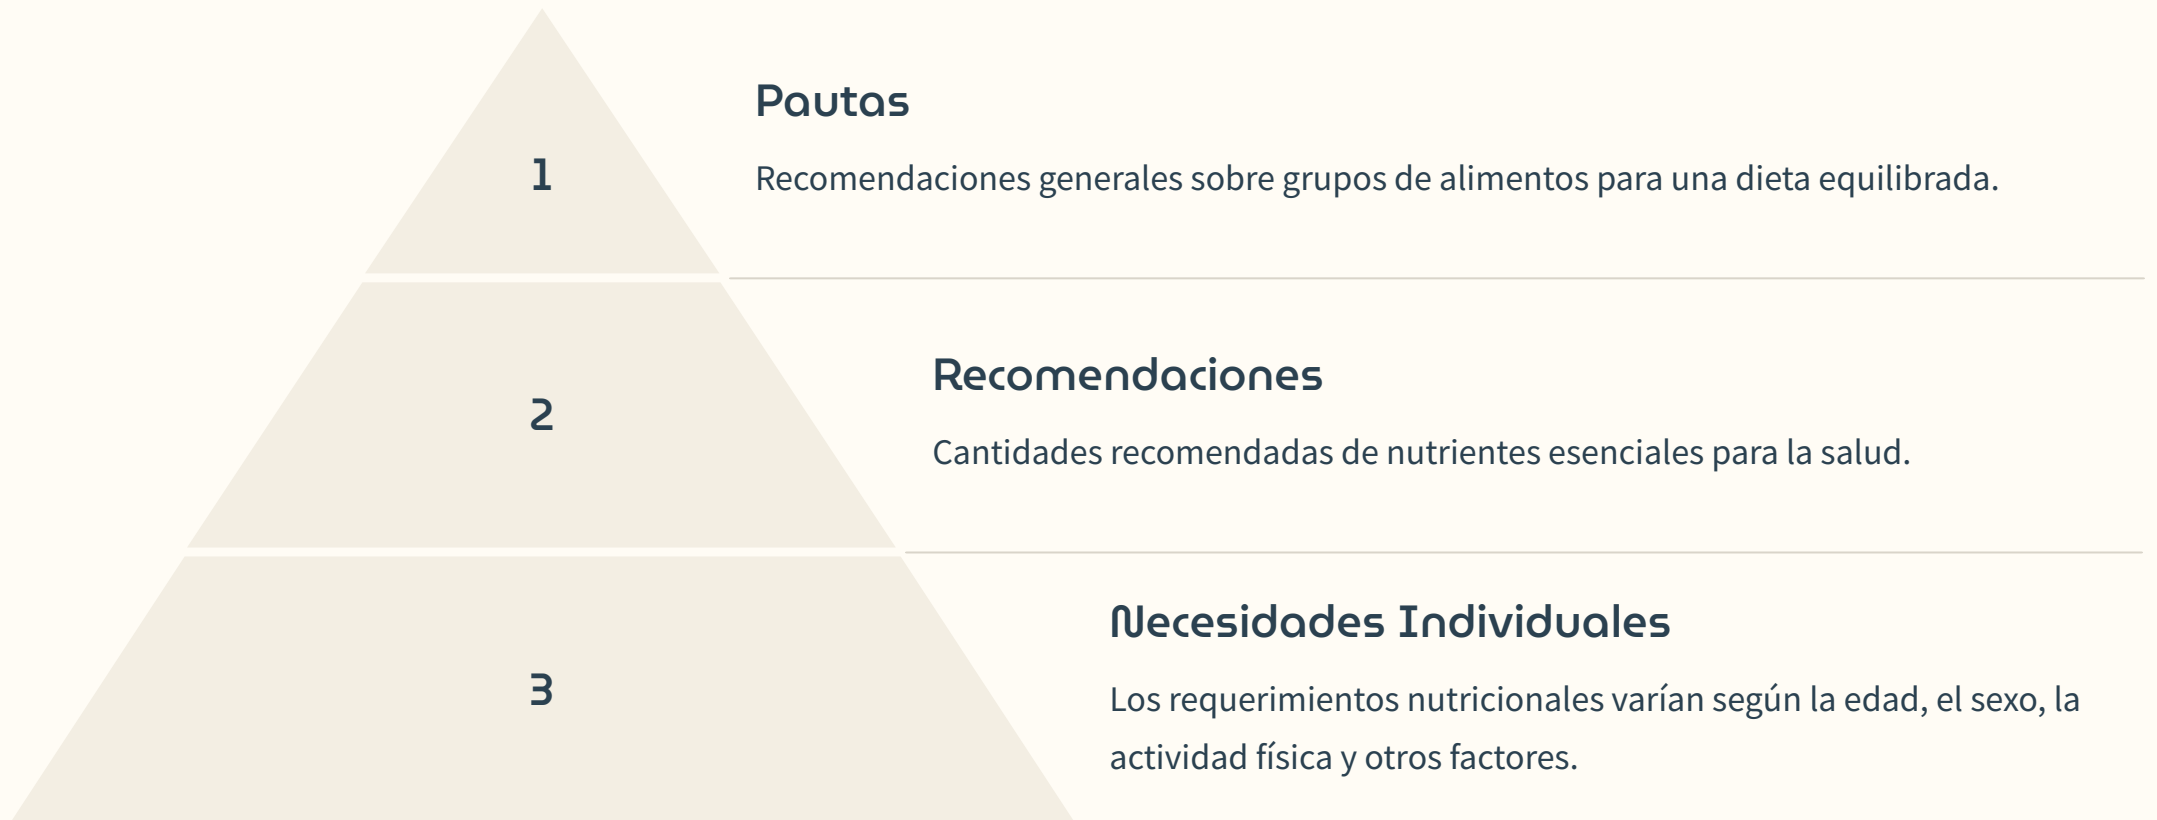 1
Pautas
Recomendaciones generales sobre grupos de alimentos para una dieta equilibrada.
2
Recomendaciones
Cantidades recomendadas de nutrientes esenciales para la salud.
3
Necesidades Individuales
Los requerimientos nutricionales varían según la edad, el sexo, la
actividad física y otros factores.